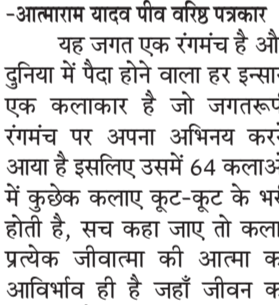 -आत्माराम यादव पीव वरिष्ठ पत्रकार
यह जगत एक रंगमंच है औ
दुनिया में पैदा होने वाला हर इन्सा
एक कलाकार है जो जगतरूप
रंगमंच पर अपना अभिनय कर
आया है इसलिए उसमें 64 कलाअ
में कुछेक कलाए कूट-कूट के भर
होती है, सच कहा जाए तो कला
प्रत्येक जीवात्मा की आत्मा क
आविर्भाव ही है जहाँ जीवन क